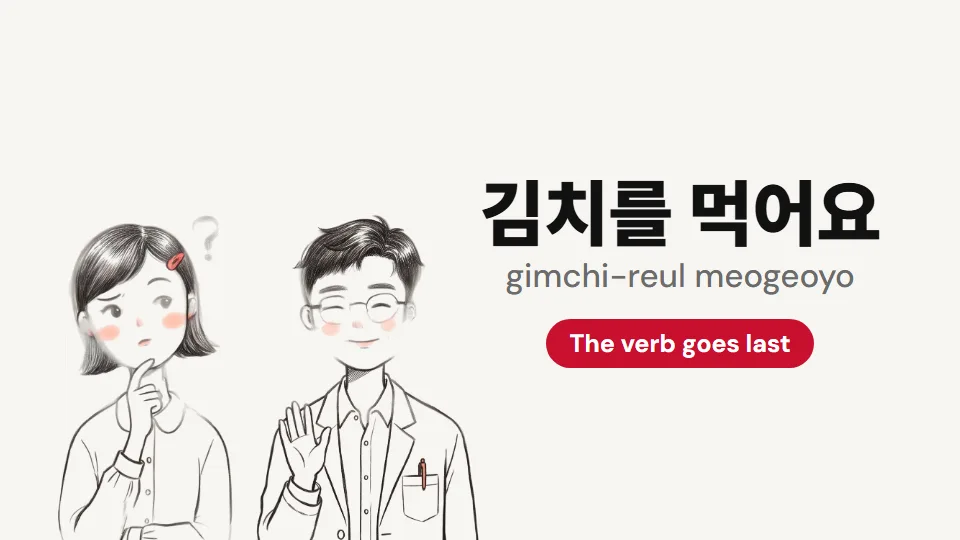 김치를 먹어요
gimchi-reul meogeoyo
The verb goes last
?